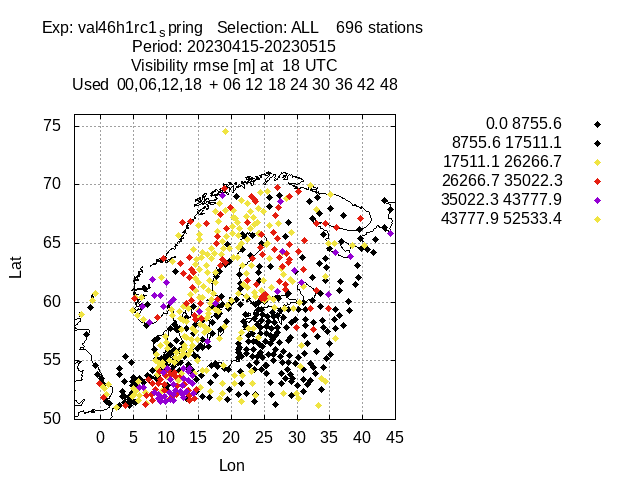 Exp: val46h1rc1spring Selection: ALL 696 stations
Period: 20230415-20230515
Visibility rmse [m] at 18 UTC
Used 00,06,12,18 + 06 12 18 24 30 36 42 48
0.0 8755.6
8755.6 17511.1
17511.1 26266.7
26266.7 35022.3
35022.3 43777.9
43777.9 52533.4
75
70
65
60
55
50
Lat
0 5 10 15 20 25 30 35 40 45
Lon